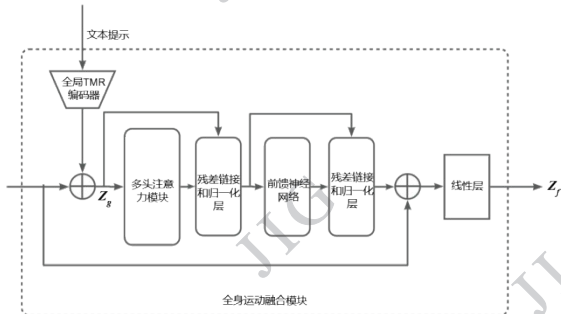 文本提示
全局TMR
编码器
Z_g
多头注意
力模块
残差链接
和归一化
层
前馈神经
网络
残差链接
和归一化
层
线性层
Z_f
全身运动融合模块
JIG
JI